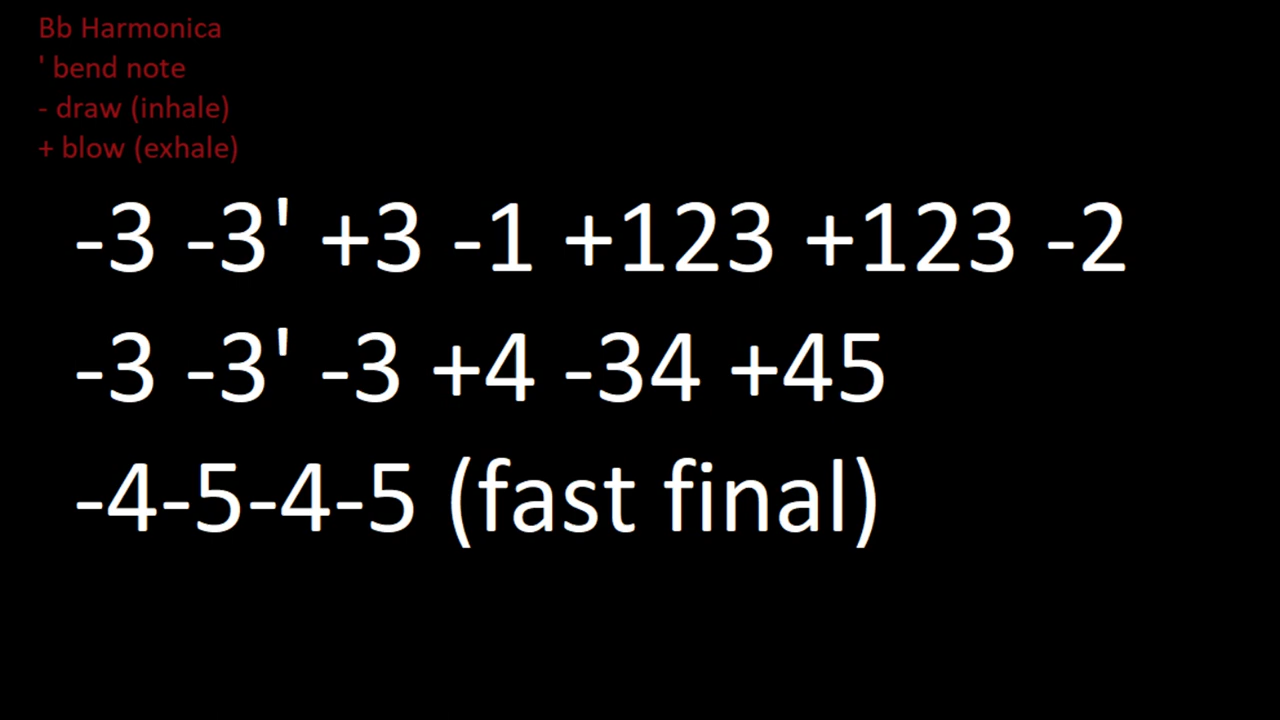 Bb Harmonica
' bend note
- draw (inhale)
+ blow (exhale)
-3 -3' +3 -1 +123 +123 -2
-3 -3' -3 +4 -34 +45
-4-5-4-5 (fast final)